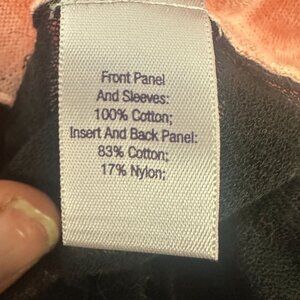 Front Panel
And Sleeves:
100% Cotton;
Insert And Back Panel:
83% Cotton;
17% Nylon;